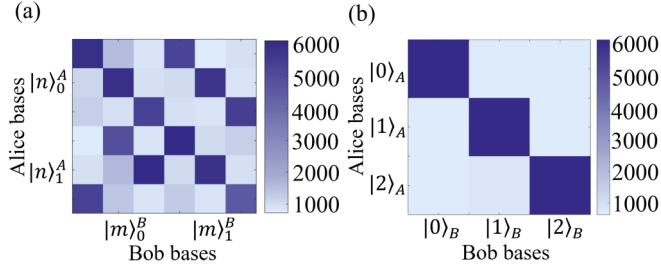 (a)
Alice bases
|n⟩₀ᴬ
|n⟩₁ᴬ
|m⟩₀ᴮ
|m⟩₁ᴮ
Bob bases
6000
5000
4000
3000
2000
1000
(b)
Alice bases
|0⟩_A
|1⟩_A
|2⟩_A
|0⟩_B
|1⟩_B
|2⟩_B
Bob bases
6000
5000
4000
3000
2000
1000